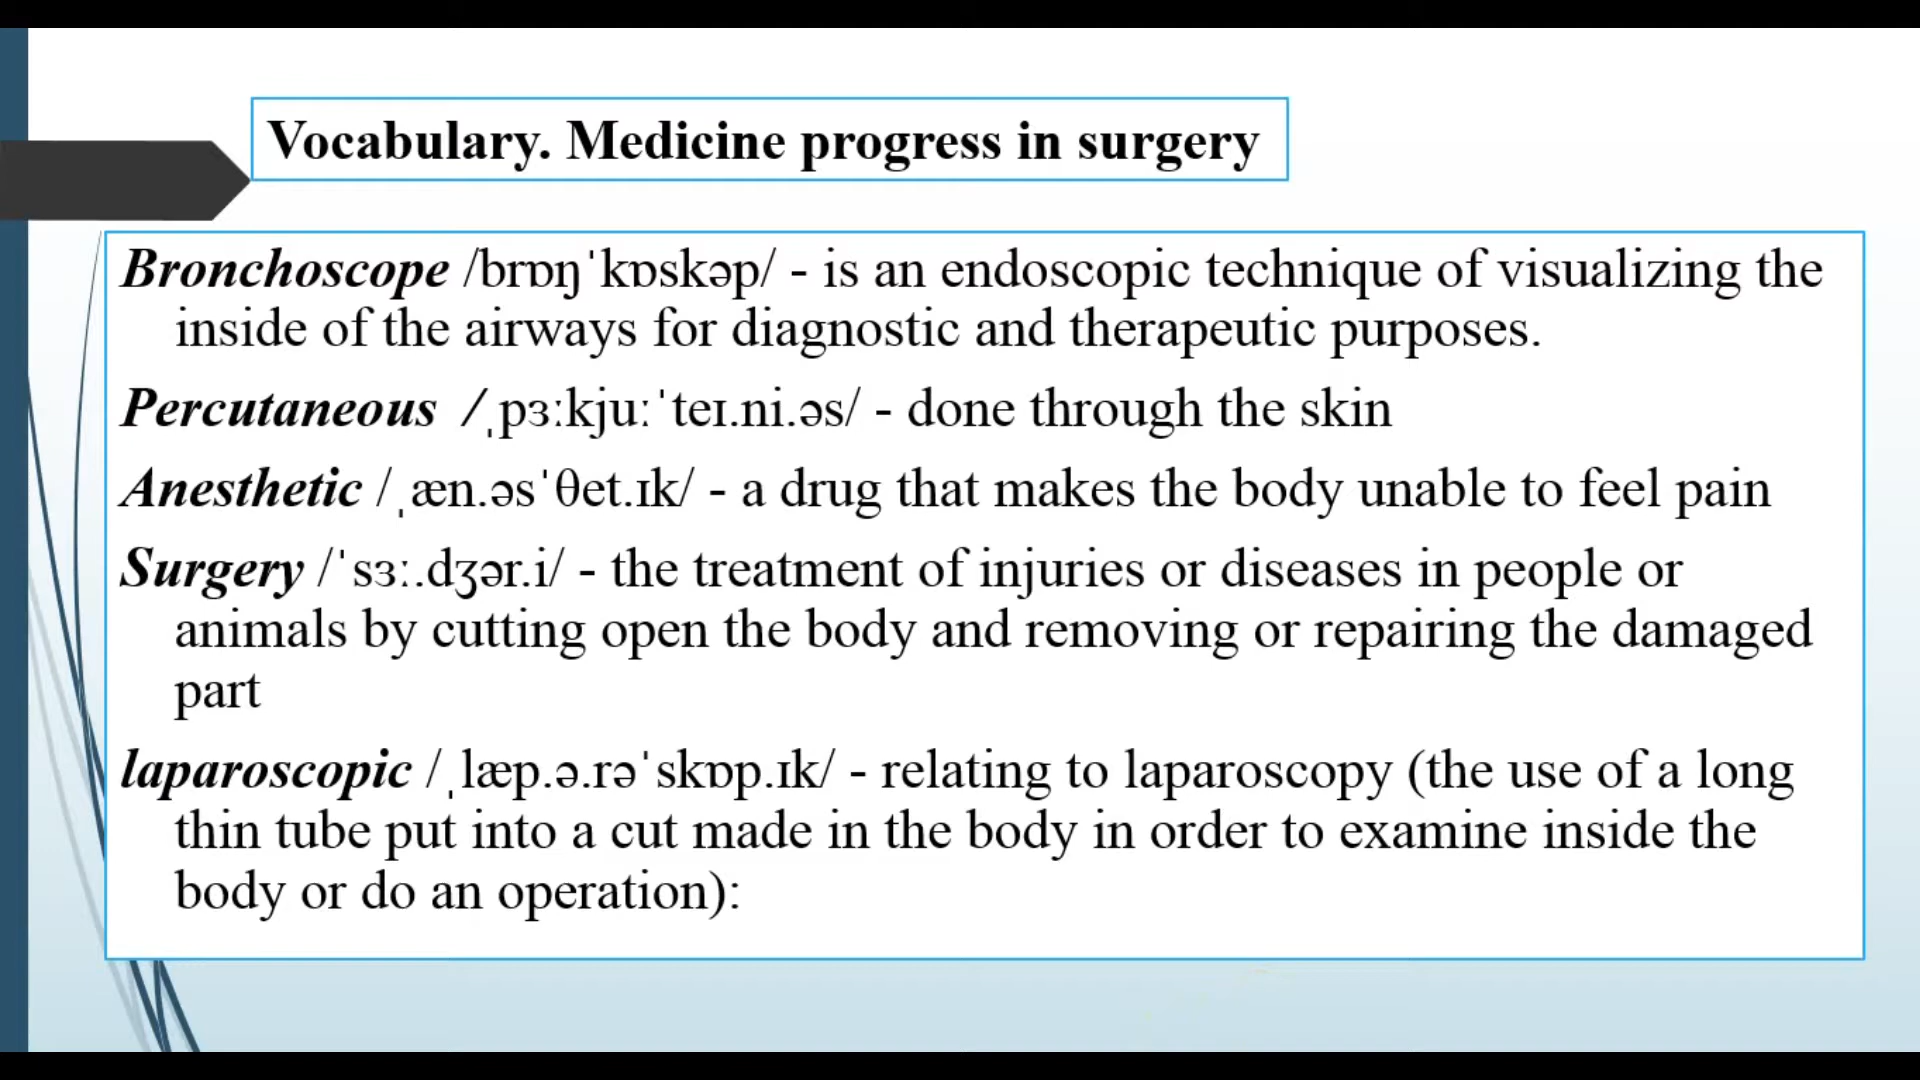 Vocabulary. Medicine progress in surgery
Bronchoscope /brɒŋˈkɒskəp/ - is an endoscopic technique of visualizing the
inside of the airways for diagnostic and therapeutic purposes.
Percutaneous /ˌpɜːkjuːˈteɪ.ni.əs/ - done through the skin
Anesthetic /ˌæn.əsˈθet.ɪk/ - a drug that makes the body unable to feel pain
Surgery /ˈsɜː.dʒər.i/ - the treatment of injuries or diseases in people or
animals by cutting open the body and removing or repairing the damaged
part
laparoscopic /ˌlæp.ə.rəˈskɒp.ɪk/ - relating to laparoscopy (the use of a long
thin tube put into a cut made in the body in order to examine inside the
body or do an operation):